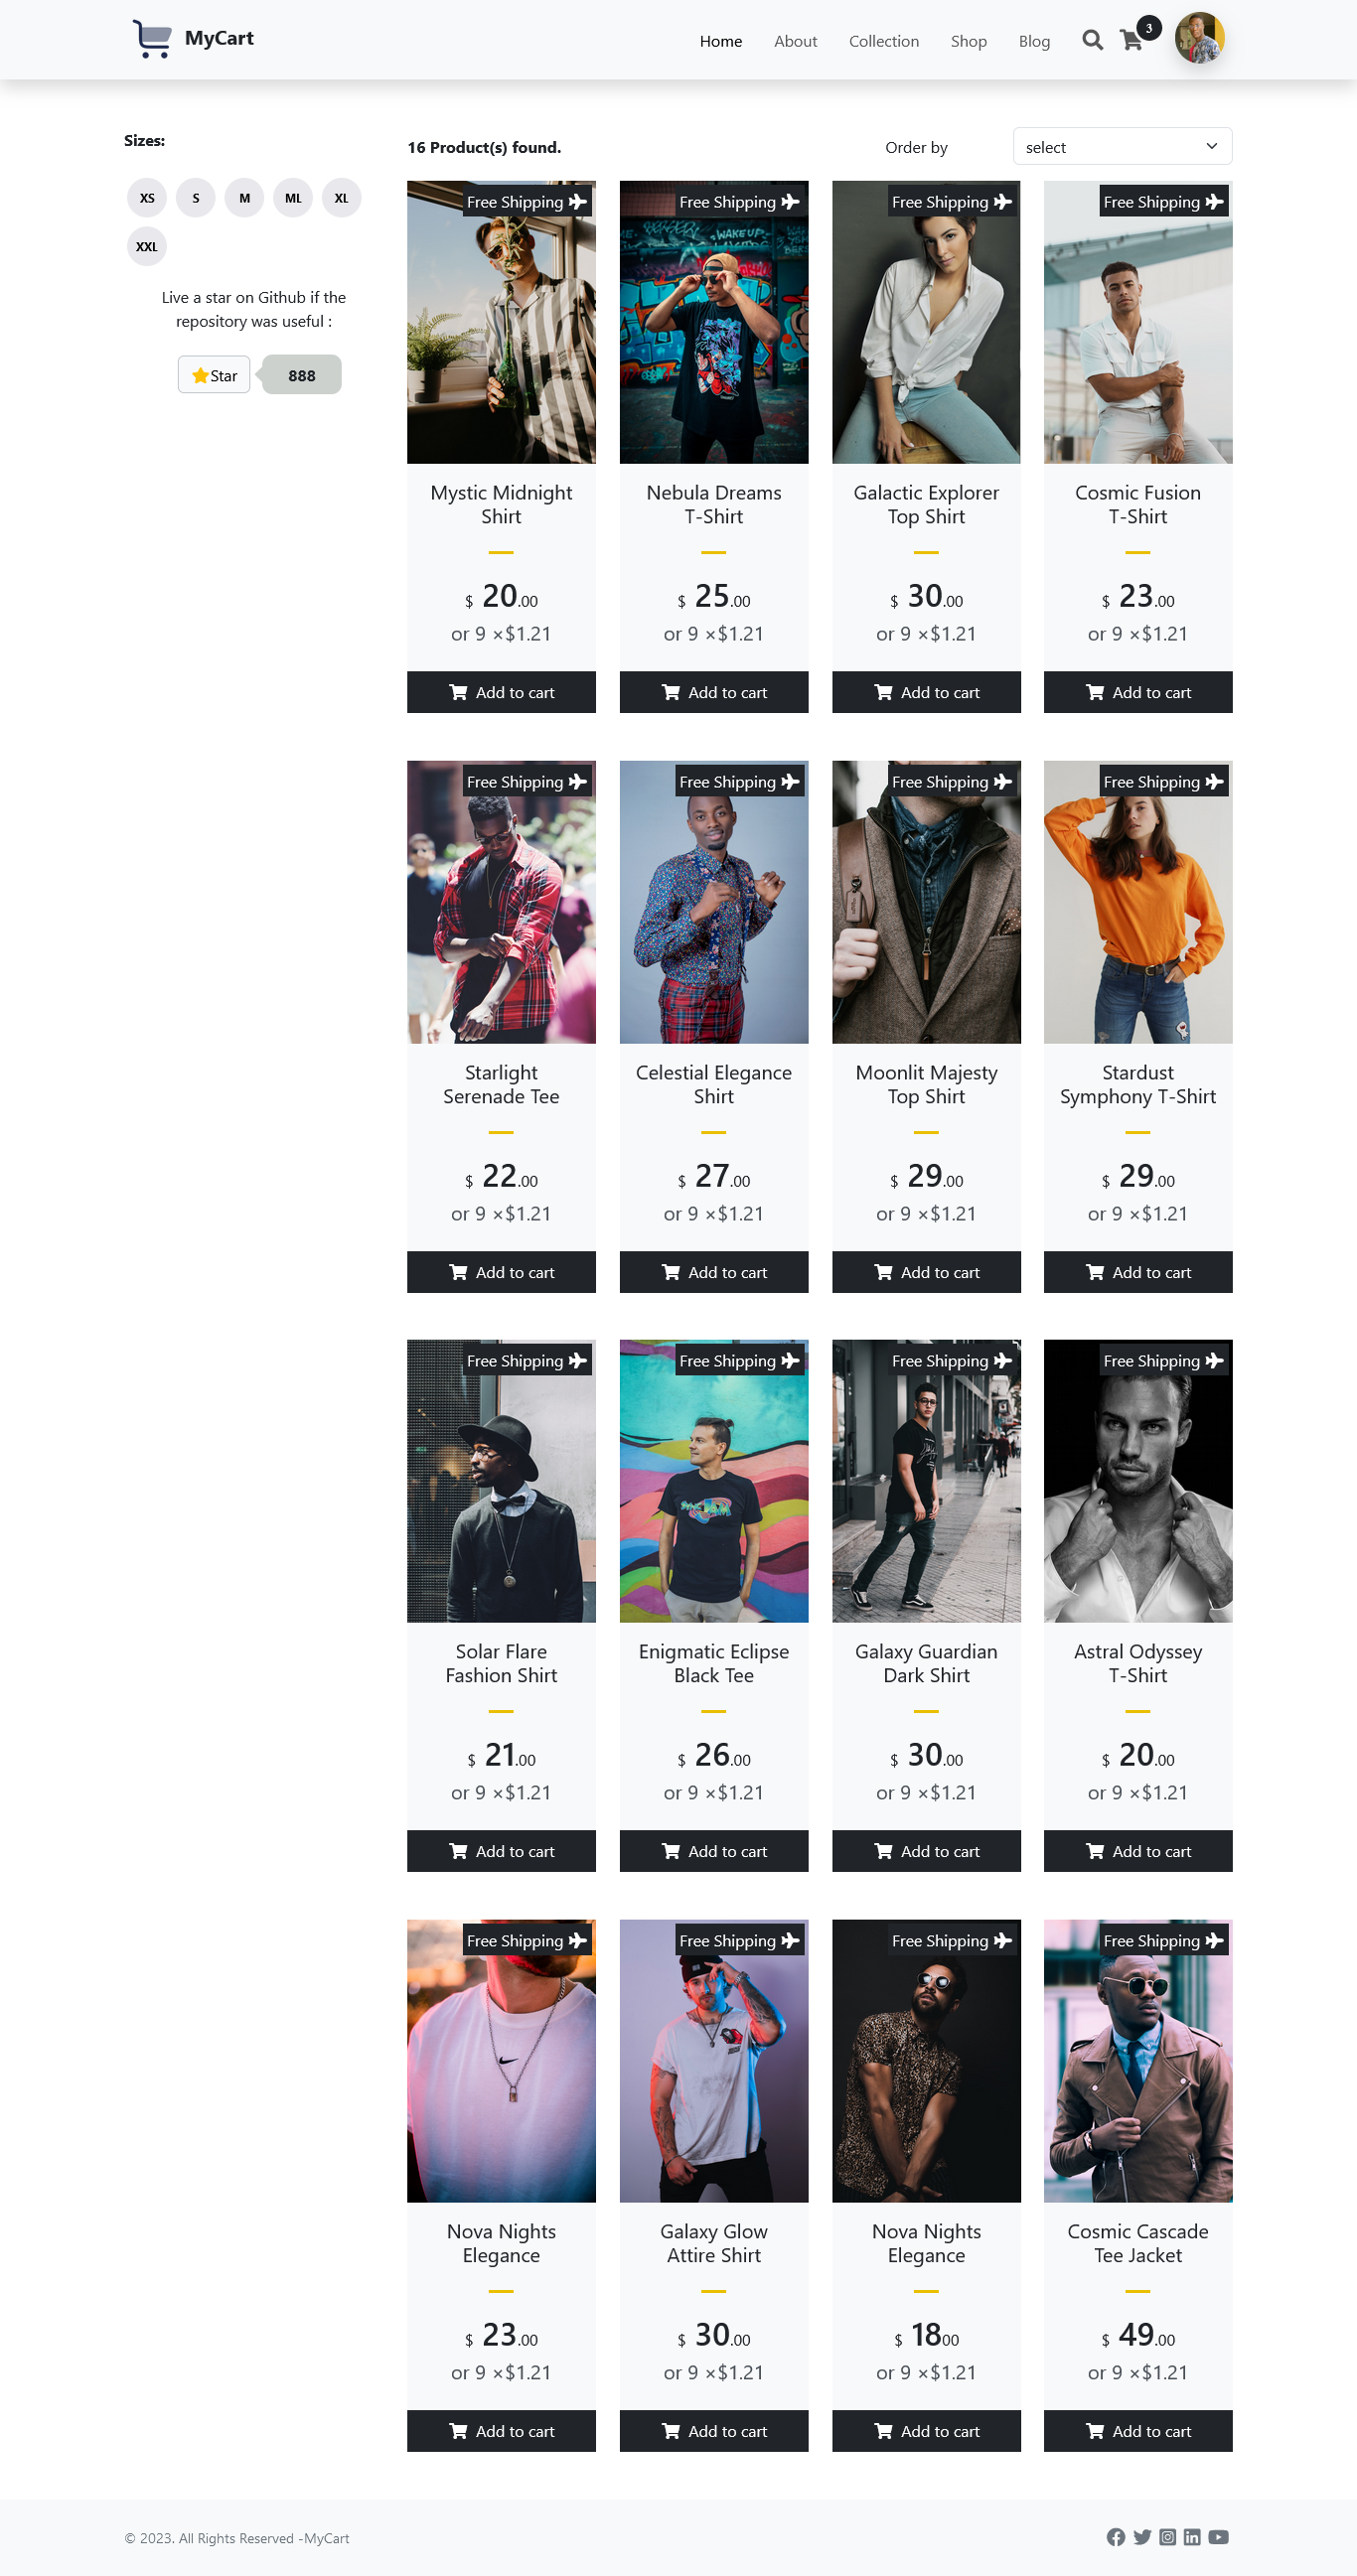 MyCart
Home
About
Collection
Shop
Blog
3
Sizes:
XS
S
M
ML
XL
XXL
Live a star on Github if the
repository was useful :
Star
888
16 Product(s) found.
Order by
select
Free Shipping
Mystic Midnight
Shirt
$ 20.00
or 9 ×$1.21
Add to cart
Free Shipping
WAKEUP
Nebula Dreams
T-Shirt
$ 25.00
or 9 ×$1.21
Add to cart
Free Shipping
Galactic Explorer
Top Shirt
$ 30.00
or 9 ×$1.21
Add to cart
Free Shipping
Cosmic Fusion
T-Shirt
$ 23.00
or 9 ×$1.21
Add to cart
Free Shipping
Starlight
Serenade Tee
$ 22.00
or 9 ×$1.21
Add to cart
Free Shipping
Celestial Elegance
Shirt
$ 27.00
or 9 ×$1.21
Add to cart
Free Shipping
Moonlit Majesty
Top Shirt
$ 29.00
or 9 ×$1.21
Add to cart
Free Shipping
Stardust
Symphony T-Shirt
$ 29.00
or 9 ×$1.21
Add to cart
Free Shipping
Solar Flare
Fashion Shirt
$ 21.00
or 9 ×$1.21
Add to cart
Free Shipping
Enigmatic Eclipse
Black Tee
$ 26.00
or 9 ×$1.21
Add to cart
Free Shipping
Galaxy Guardian
Dark Shirt
$ 30.00
or 9 ×$1.21
Add to cart
Free Shipping
Astral Odyssey
T-Shirt
$ 20.00
or 9 ×$1.21
Add to cart
Free Shipping
Nova Nights
Elegance
$ 23.00
or 9 ×$1.21
Add to cart
Free Shipping
Galaxy Glow
Attire Shirt
$ 30.00
or 9 ×$1.21
Add to cart
Free Shipping
Nova Nights
Elegance
$ 1800
or 9 ×$1.21
Add to cart
Free Shipping
Cosmic Cascade
Tee Jacket
$ 49.00
or 9 ×$1.21
Add to cart
© 2023. All Rights Reserved -MyCart